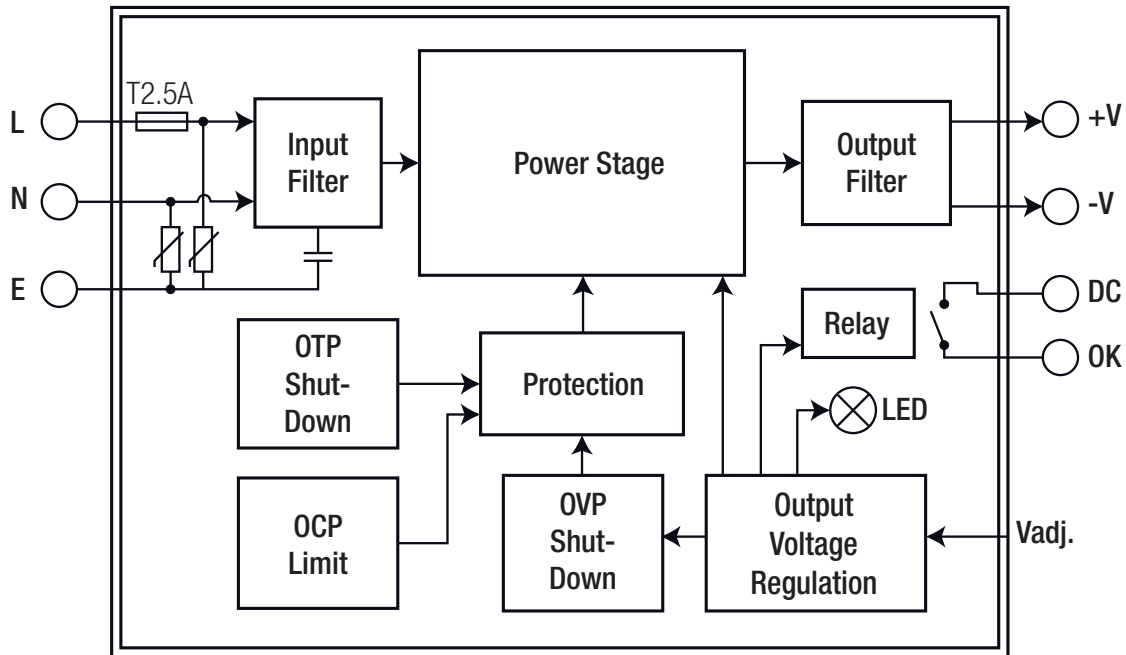 T2.5A
L
N
E
Input
Filter
Power Stage
Output
Filter
+V
-V
DC
OK
Relay
LED
OTP
Shut-
Down
Protection
OCP
Limit
OVP
Shut-
Down
Output
Voltage
Regulation
Vadj.